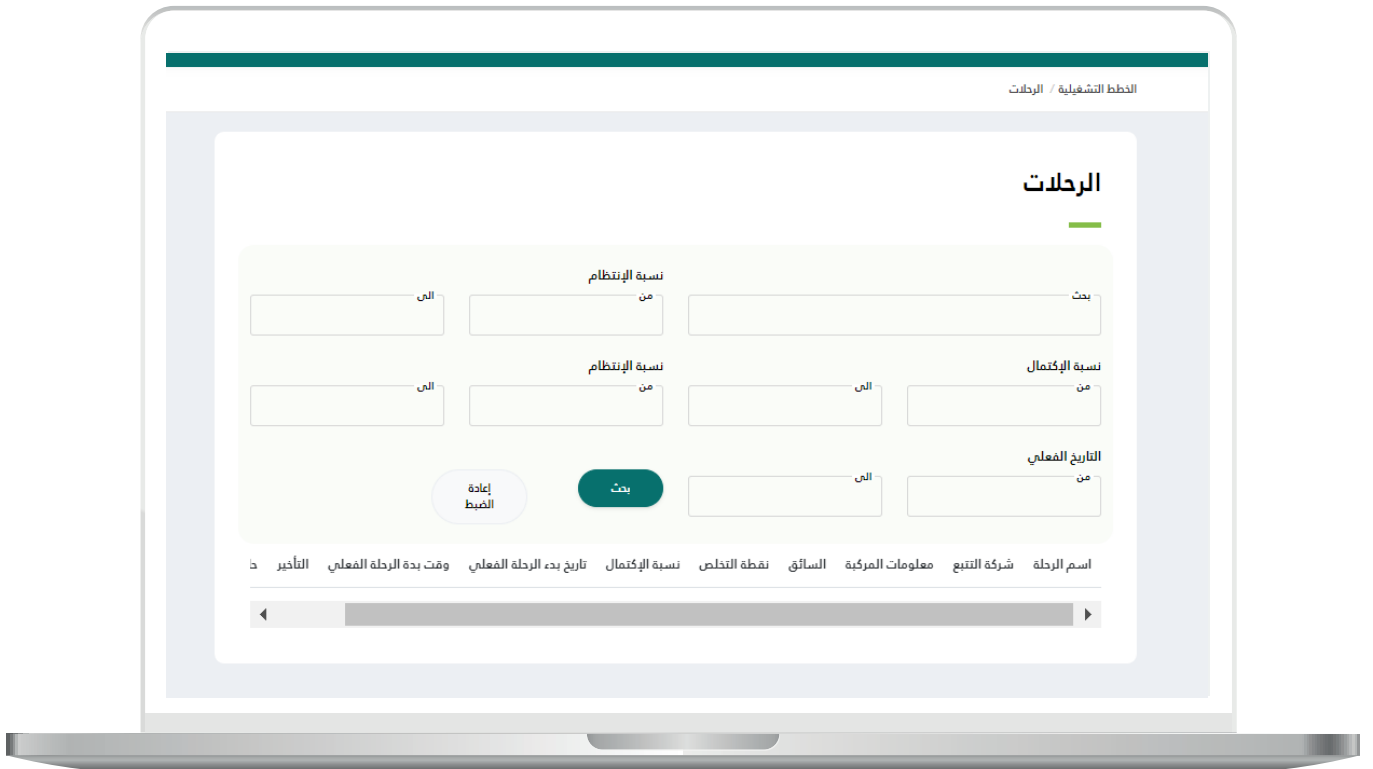 الخطط التشغيلية / الرحلات
الرحلات
نسبة الإنتظام
بحث
من
الى
نسبة الإكتمال
نسبة الإنتظام
من
الى
من
الى
التاريخ الفعلي
من
الى
بحث
إعادة
الضبط
اسم الرحلة شركة التتبع معلومات المركبة السائق نقطة التخلص نسبة الإكتمال تاريخ بدء الرحلة الفعلي وقت بدة الرحلة الفعلي التأخير